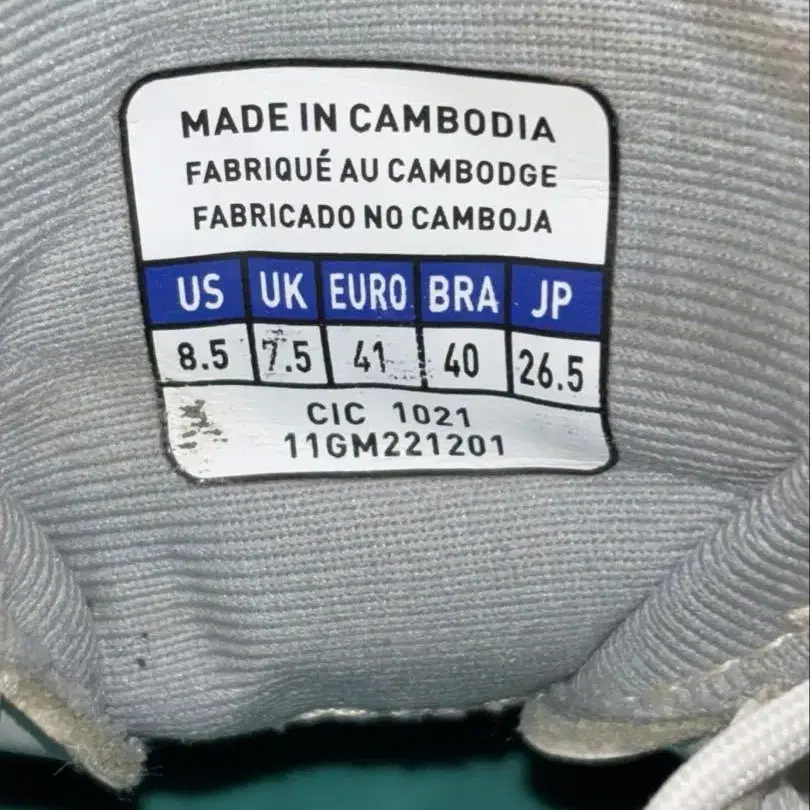 MADE IN CAMBODIA
FABRIQUÉ AU CAMBODGE
FABRICADO NO CAMBOJA
US UK EURO BRA JP
8.5 7.5 41 40 26.5
CIC 1021
11GM221201